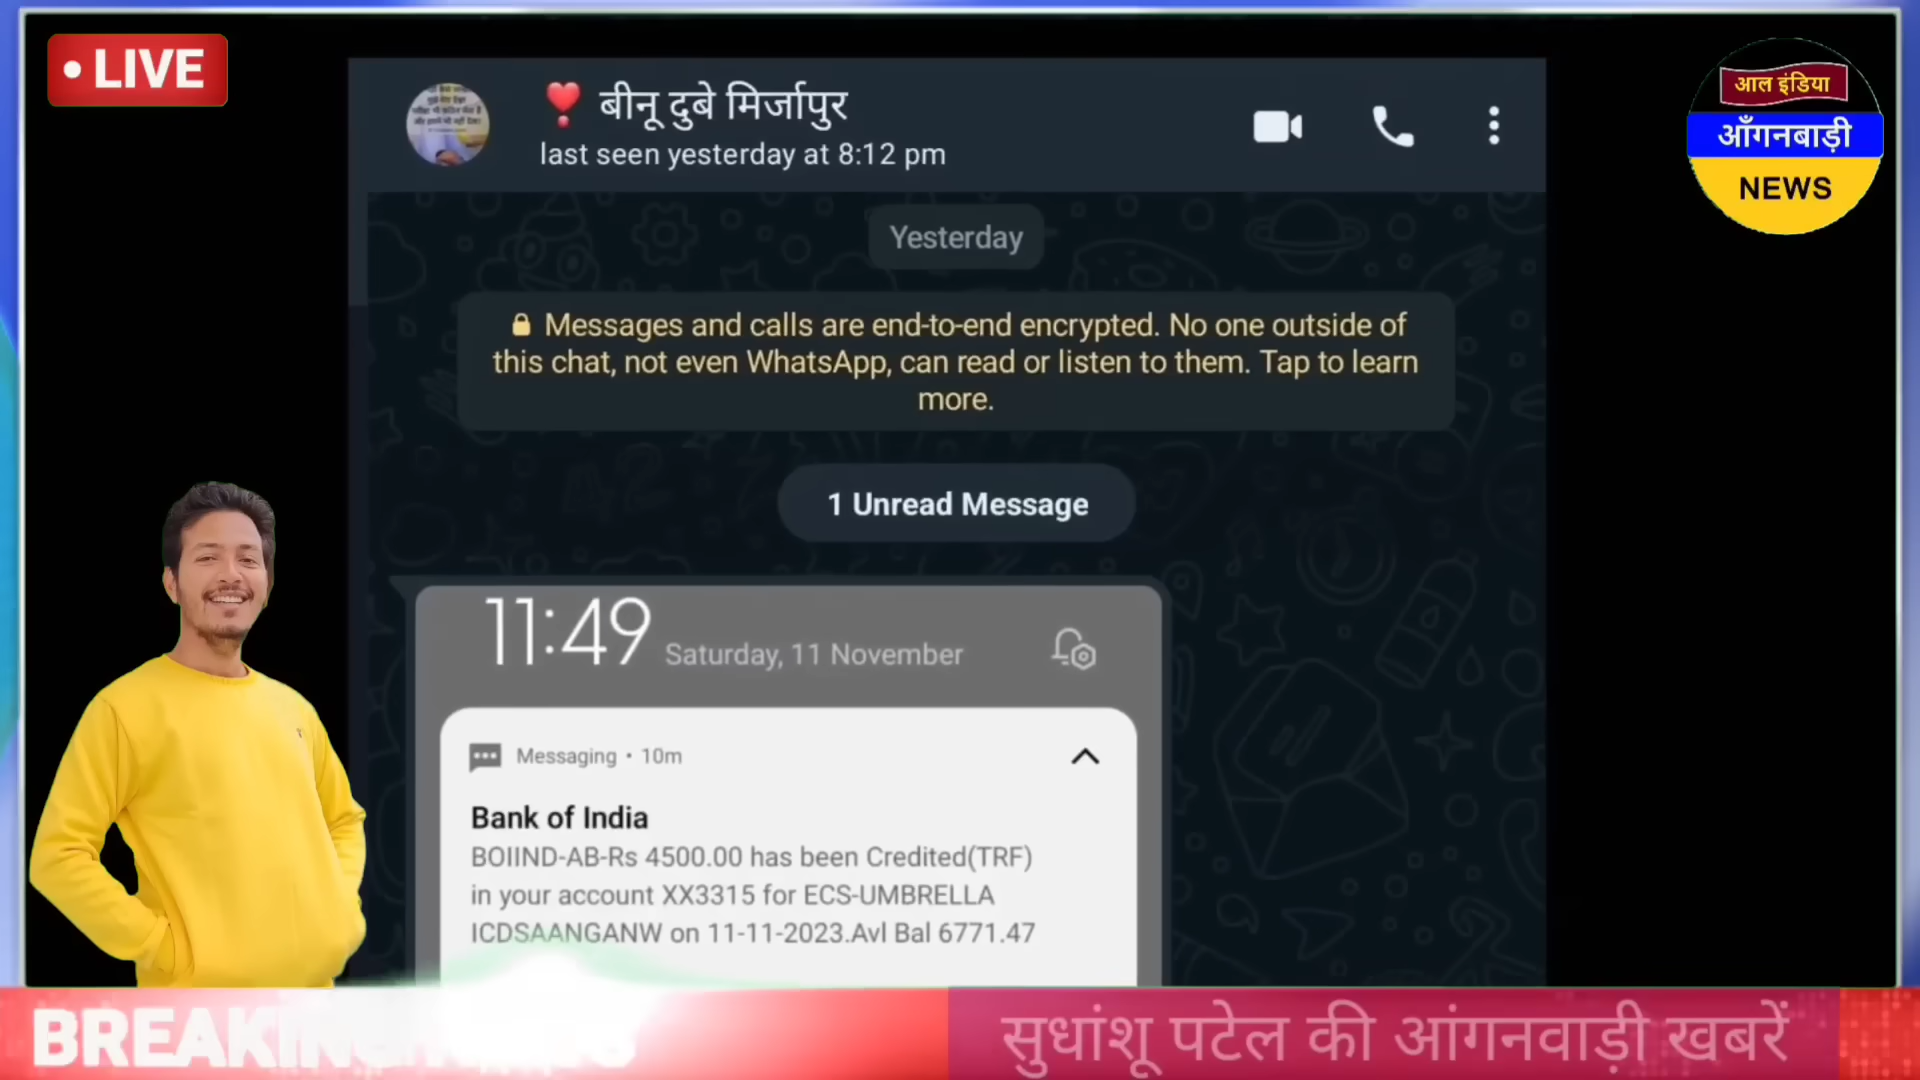 • LIVE
आल इंडिया
आँगनबाड़ी
NEWS
बीनू दुबे मिर्जापुर
last seen yesterday at 8:12 pm
Yesterday
Messages and calls are end-to-end encrypted. No one outside of
this chat, not even WhatsApp, can read or listen to them. Tap to learn
more.
1 Unread Message
11:49 Saturday, 11 November
Messaging • 10m
Bank of India
BOIIND-AB-Rs 4500.00 has been Credited(TRF)
in your account XX3315 for ECS-UMBRELLA
ICDSAANGANW on 11-11-2023.Avl Bal 6771.47
BREAKING
सुधांशू पटेल की आंगनवाड़ी खबरें